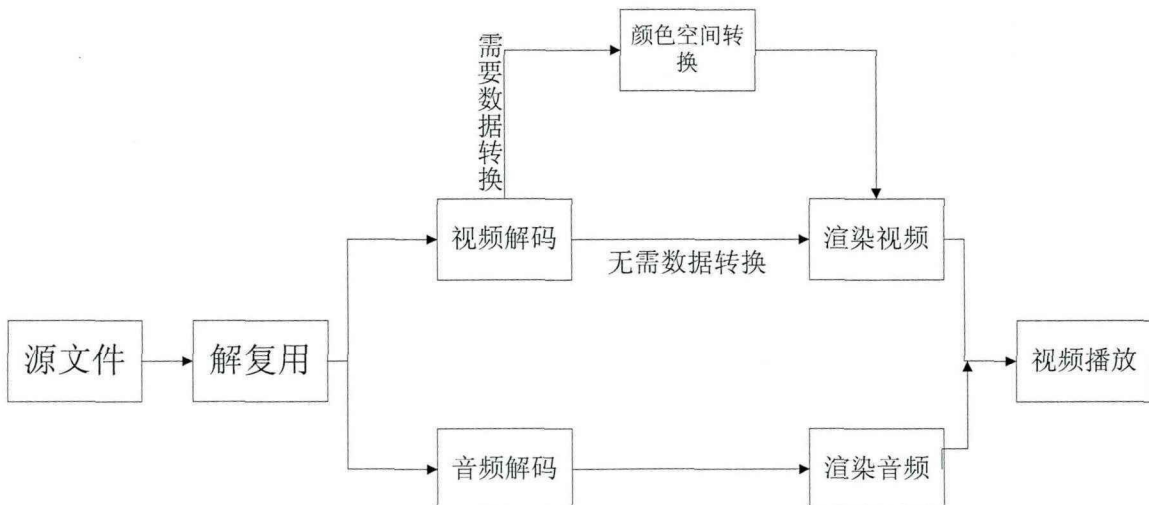 颜色空间转
换
需要数据转换
视频解码
无需数据转换
渲染视频
源文件
解复用
视频播放
音频解码
渲染音频